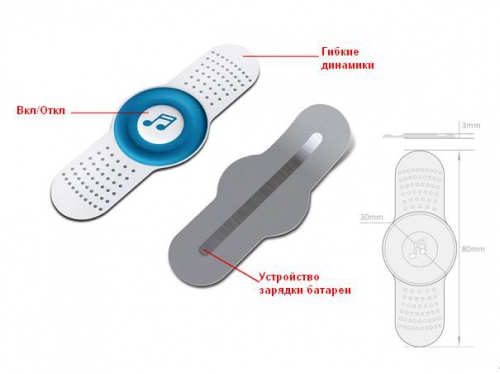 Гибкие
динамики
Вкл/Откл
3mm
30mm
80mm
Устройство
зарядки батареи